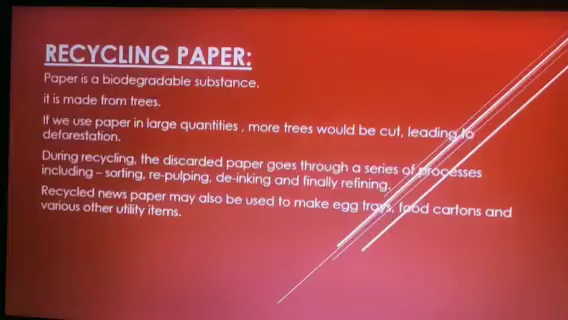 RECYCLING PAPER:
Paper is a biodegradable substance.
it is made from trees.
If we use paper in large quantities , more trees would be cut, leading to
deforestation.
During recycling, the discarded paper goes through a series of processes
including – sorting, re-pulping, de-inking and finally refining.
Recycled news paper may also be used to make egg trays, food cartons and
various other utility items.